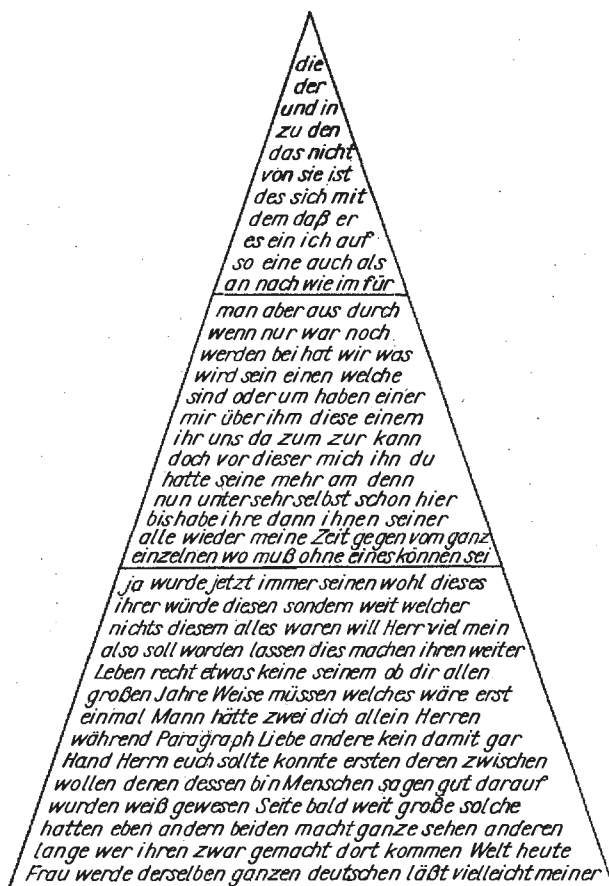 die
der
und in
zu den
das nicht
von sie ist
des sich mit
dem daß er
es ein ich auf
so eine auch als
an nach wie im für
man aber aus durch
wenn nur war noch
werden bei hat wir was
wird sein einen welche
sind oder um haben einer
mir über ihm diese einem
ihr uns da zum zur kann
doch vor dieser mich ihn du
hatte seine mehr am denn
nun unter sehr selbst schon hier
bis habe ihre dann ihnen seiner
alle wieder meine Zeit gegen vom ganz
einzelnen wo muß ohne eines können sei
ja wurde jetzt immer seinen wohl dieses
ihrer würde diesen sondern weit welcher
nichts diesem alles waren will Herr viel mein
also soll worden lassen dies machen ihren weiter
Leben recht etwas keine seinem ob dir allen
großen Jahre Weise müssen welches wäre erst
einmal Mann hätte zwei dich allein Herren
während Paragraph Liebe andere kein damit gar
Hand Herrn euch sollte konnte ersten deren zwischen
wollen denen dessen bin Menschen sagen gut darauf
wurden weiß gewesen Seite bald weit große solche
hatten eben andern beiden macht ganze sehen anderen
lange wer ihren zwar gemacht dort kommen Welt heute
Frau werde derselben ganzen deutschen läßt vielleicht meiner